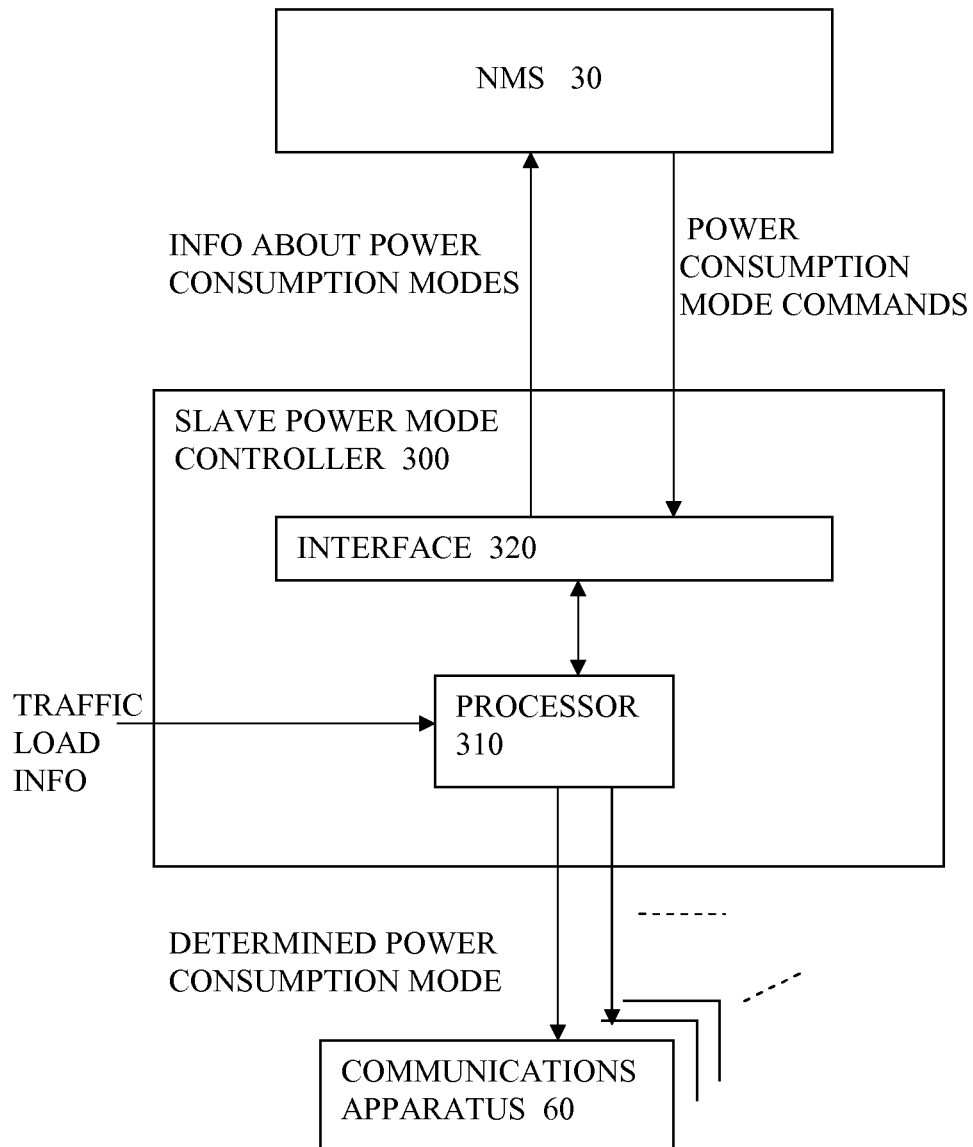 NMS 30
INFO ABOUT POWER
CONSUMPTION MODES
POWER
CONSUMPTION
MODE COMMANDS
SLAVE POWER MODE
CONTROLLER 300
INTERFACE 320
TRAFFIC
LOAD
INFO
PROCESSOR
310
DETERMINED POWER
CONSUMPTION MODE
COMMUNICATIONS
APPARATUS 60